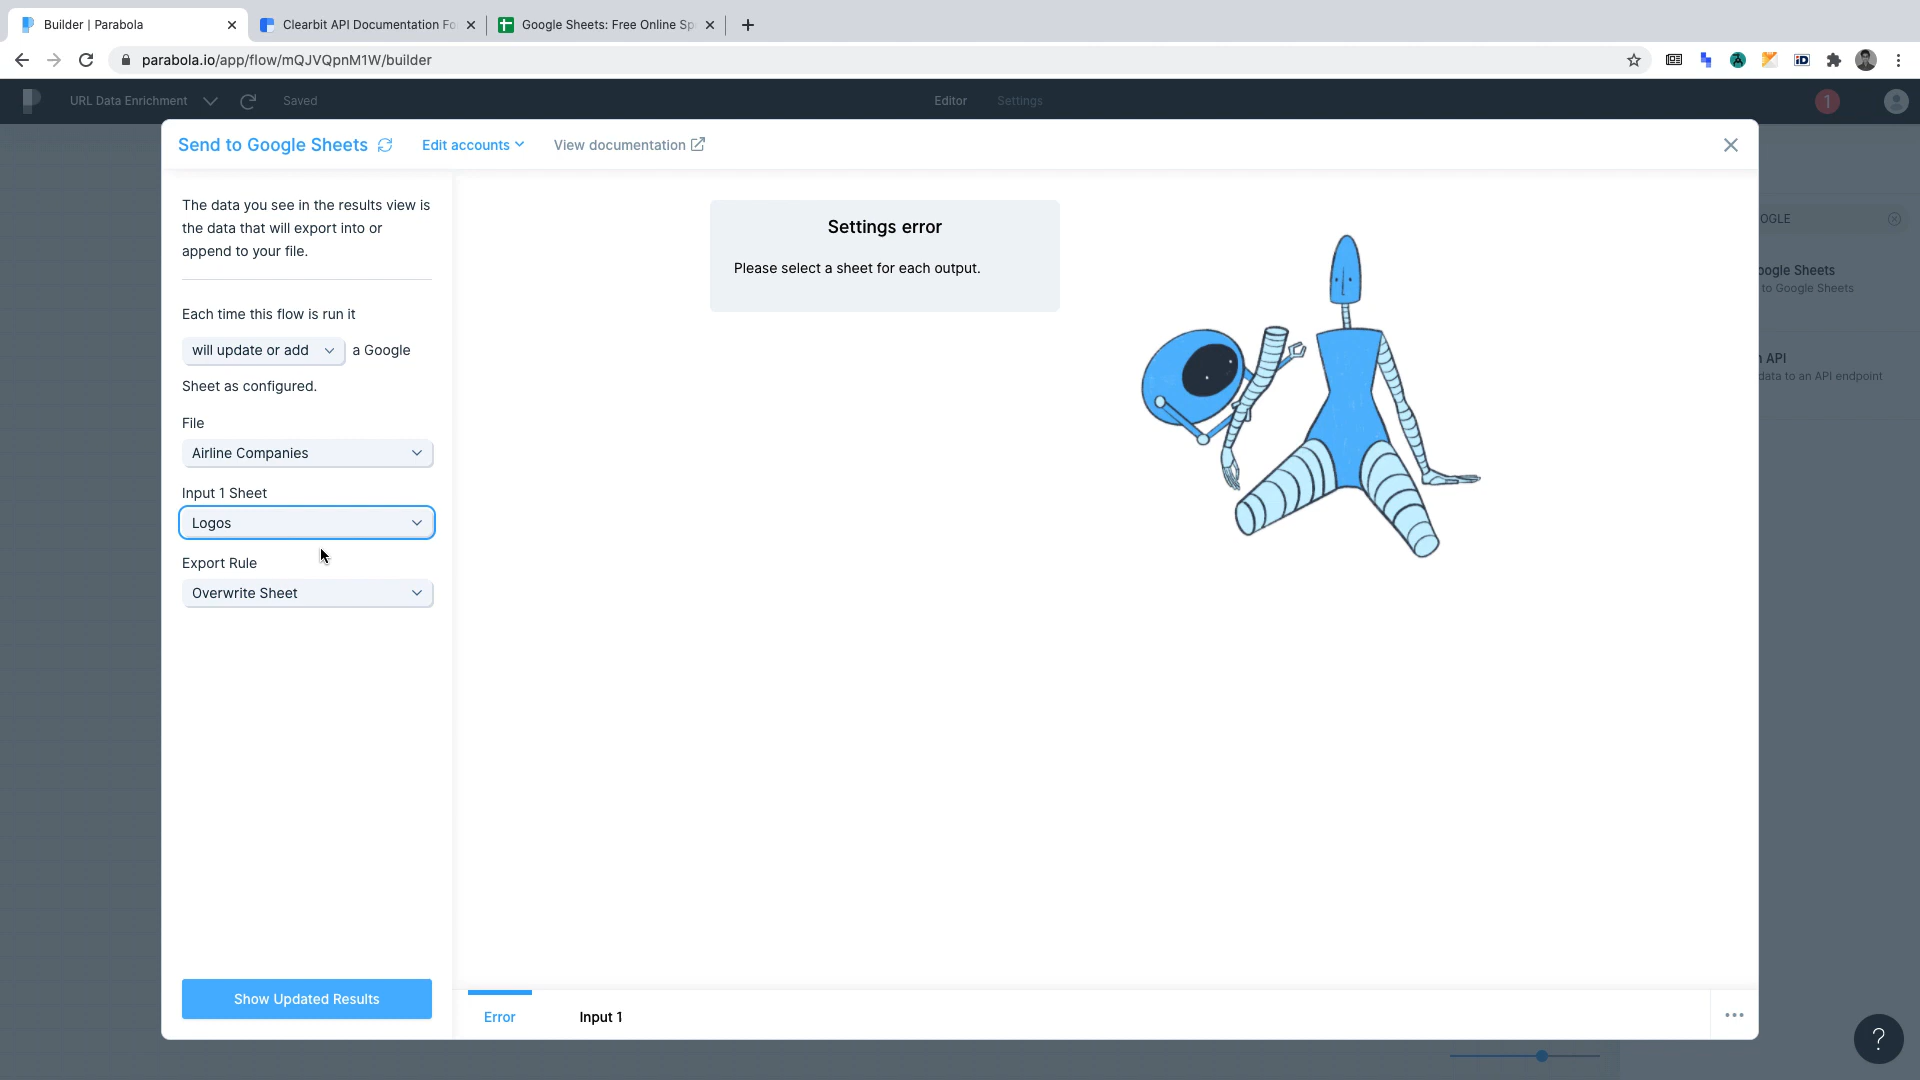 Builder | Parabola
Clearbit API Documentation Fo
Google Sheets: Free Online Sp
parabola.io/app/flow/mQJVQpnM1W/builder
URL Data Enrichment
Saved
Editor
Settings
1
Send to Google Sheets
Edit accounts
View documentation
The data you see in the results view is
the data that will export into or
append to your file.
Each time this flow is run it
will update or add
a Google
Sheet as configured.
File
Airline Companies
Input 1 Sheet
Logos
Export Rule
Overwrite Sheet
Show Updated Results
Settings error
Please select a sheet for each output.
Error
Input 1
OGLE
oogle Sheets
to Google Sheets
API
data to an API endpoint
?